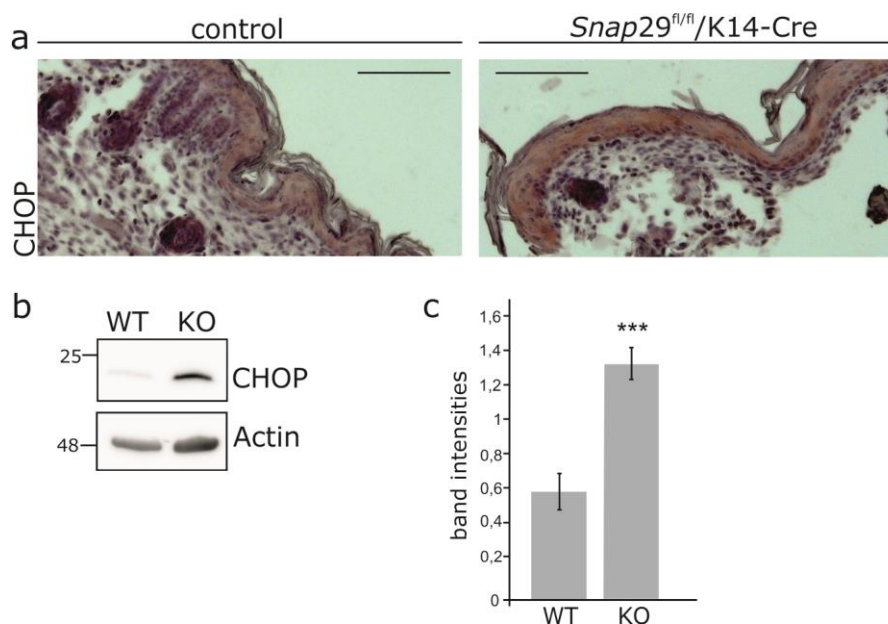 a
control
Snap29fl/fl/K14-Cre
CHOP
b
WT KO
25
CHOP
48
Actin
c
band intensities
1,6
1,4
1,2
1
0,8
0,6
0,4
0,2
0
***
WT KO